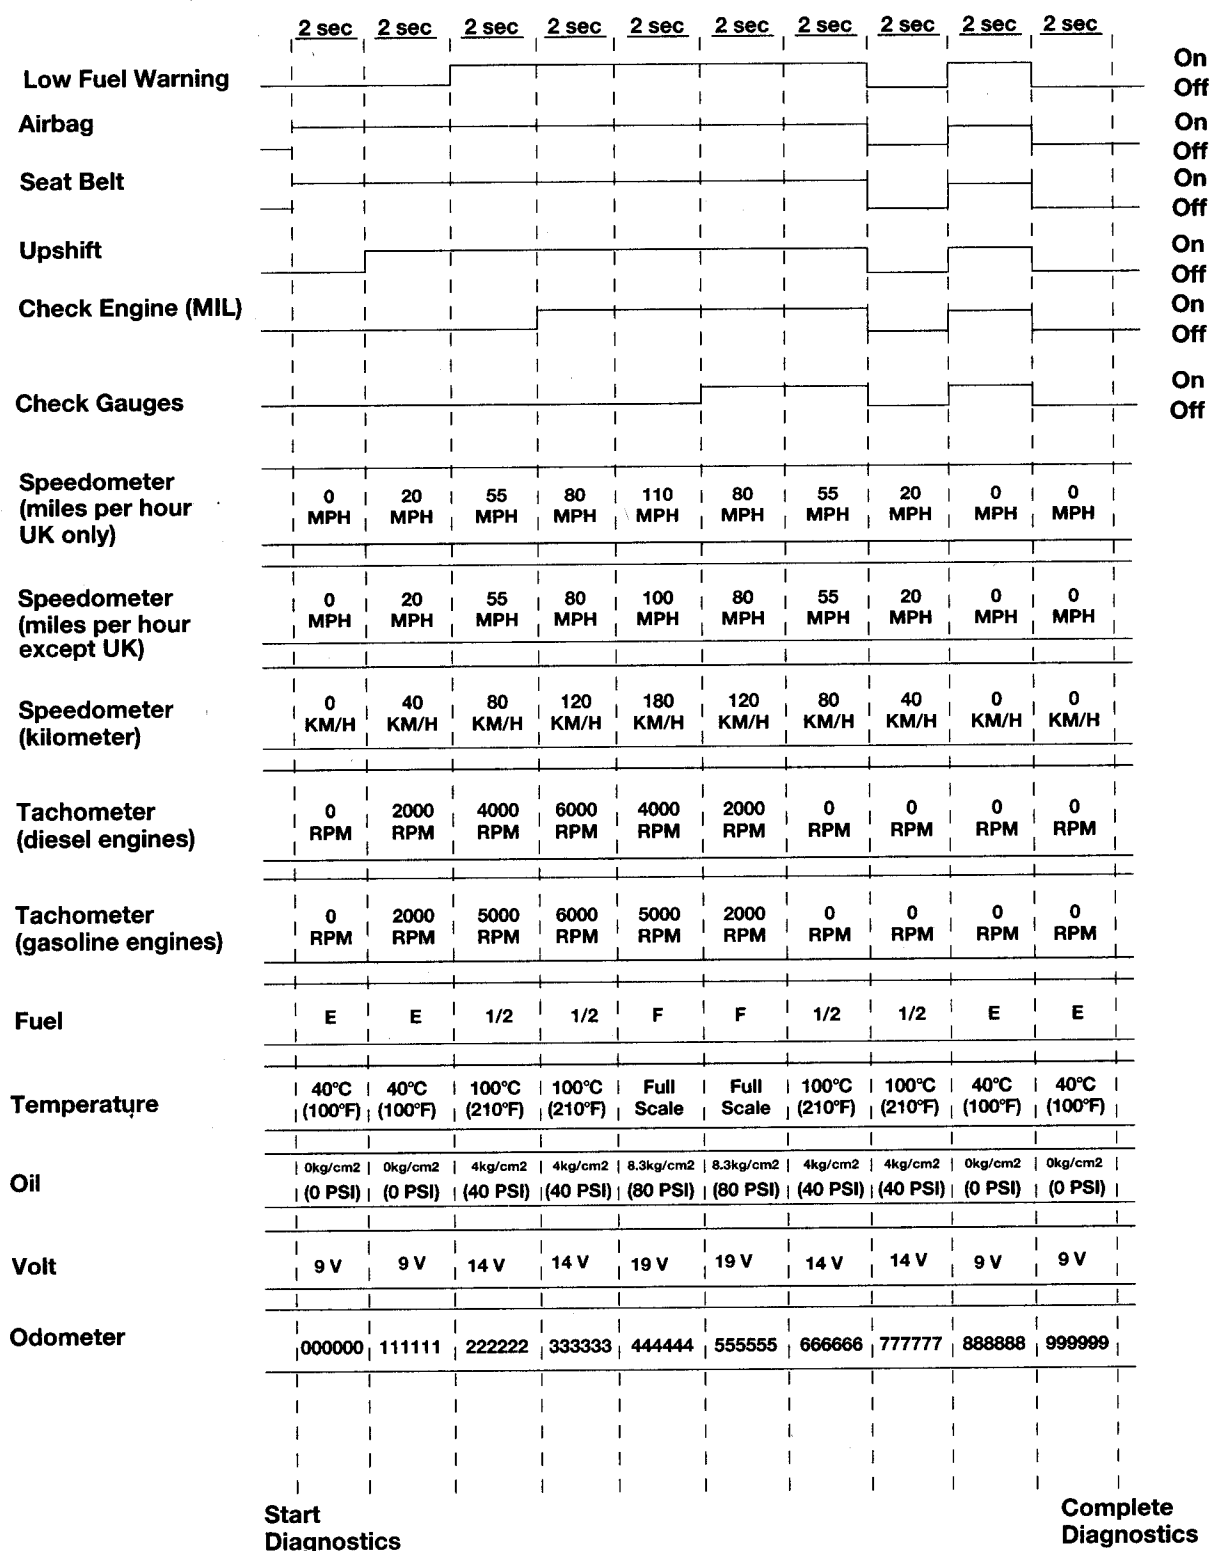 2 sec 2 sec 2 sec 2 sec 2 sec 2 sec 2 sec 2 sec 2 sec 2 sec
Low Fuel Warning
On
Off
Airbag
On
Off
Seat Belt
On
Off
Upshift
On
Off
Check Engine (MIL)
On
Off
Check Gauges
On
Off
Speedometer
(miles per hour
UK only)
0 20 55 80 110 80 55 20 0 0
MPH MPH MPH MPH MPH MPH MPH MPH MPH MPH
Speedometer
(miles per hour
except UK)
0 20 55 80 100 80 55 20 0 0
MPH MPH MPH MPH MPH MPH MPH MPH MPH MPH
Speedometer
(kilometer)
0 40 80 120 180 120 80 40 0 0
KM/H KM/H KM/H KM/H KM/H KM/H KM/H KM/H KM/H KM/H
Tachometer
(diesel engines)
0 2000 4000 6000 4000 2000 0 0 0 0
RPM RPM RPM RPM RPM RPM RPM RPM RPM RPM
Tachometer
(gasoline engines)
0 2000 5000 6000 5000 2000 0 0 0 0
RPM RPM RPM RPM RPM RPM RPM RPM RPM RPM
Fuel
E E 1/2 1/2 F F 1/2 1/2 E E
Temperature
40°C 40°C 100°C 100°C Full Full 100°C 100°C 40°C 40°C
(100°F) (100°F) (210°F) (210°F) Scale Scale (210°F) (210°F) (100°F) (100°F)
Oil
0kg/cm2 0kg/cm2 4kg/cm2 4kg/cm2 8.3kg/cm2 8.3kg/cm2 4kg/cm2 4kg/cm2 0kg/cm2 0kg/cm2
(0 PSI) (0 PSI) (40 PSI) (40 PSI) (80 PSI) (80 PSI) (40 PSI) (40 PSI) (0 PSI) (0 PSI)
Volt
9 V 9 V 14 V 14 V 19 V 19 V 14 V 14 V 9 V 9 V
Odometer
000000 111111 222222 333333 444444 555555 666666 777777 888888 999999
Start
Diagnostics
Complete
Diagnostics